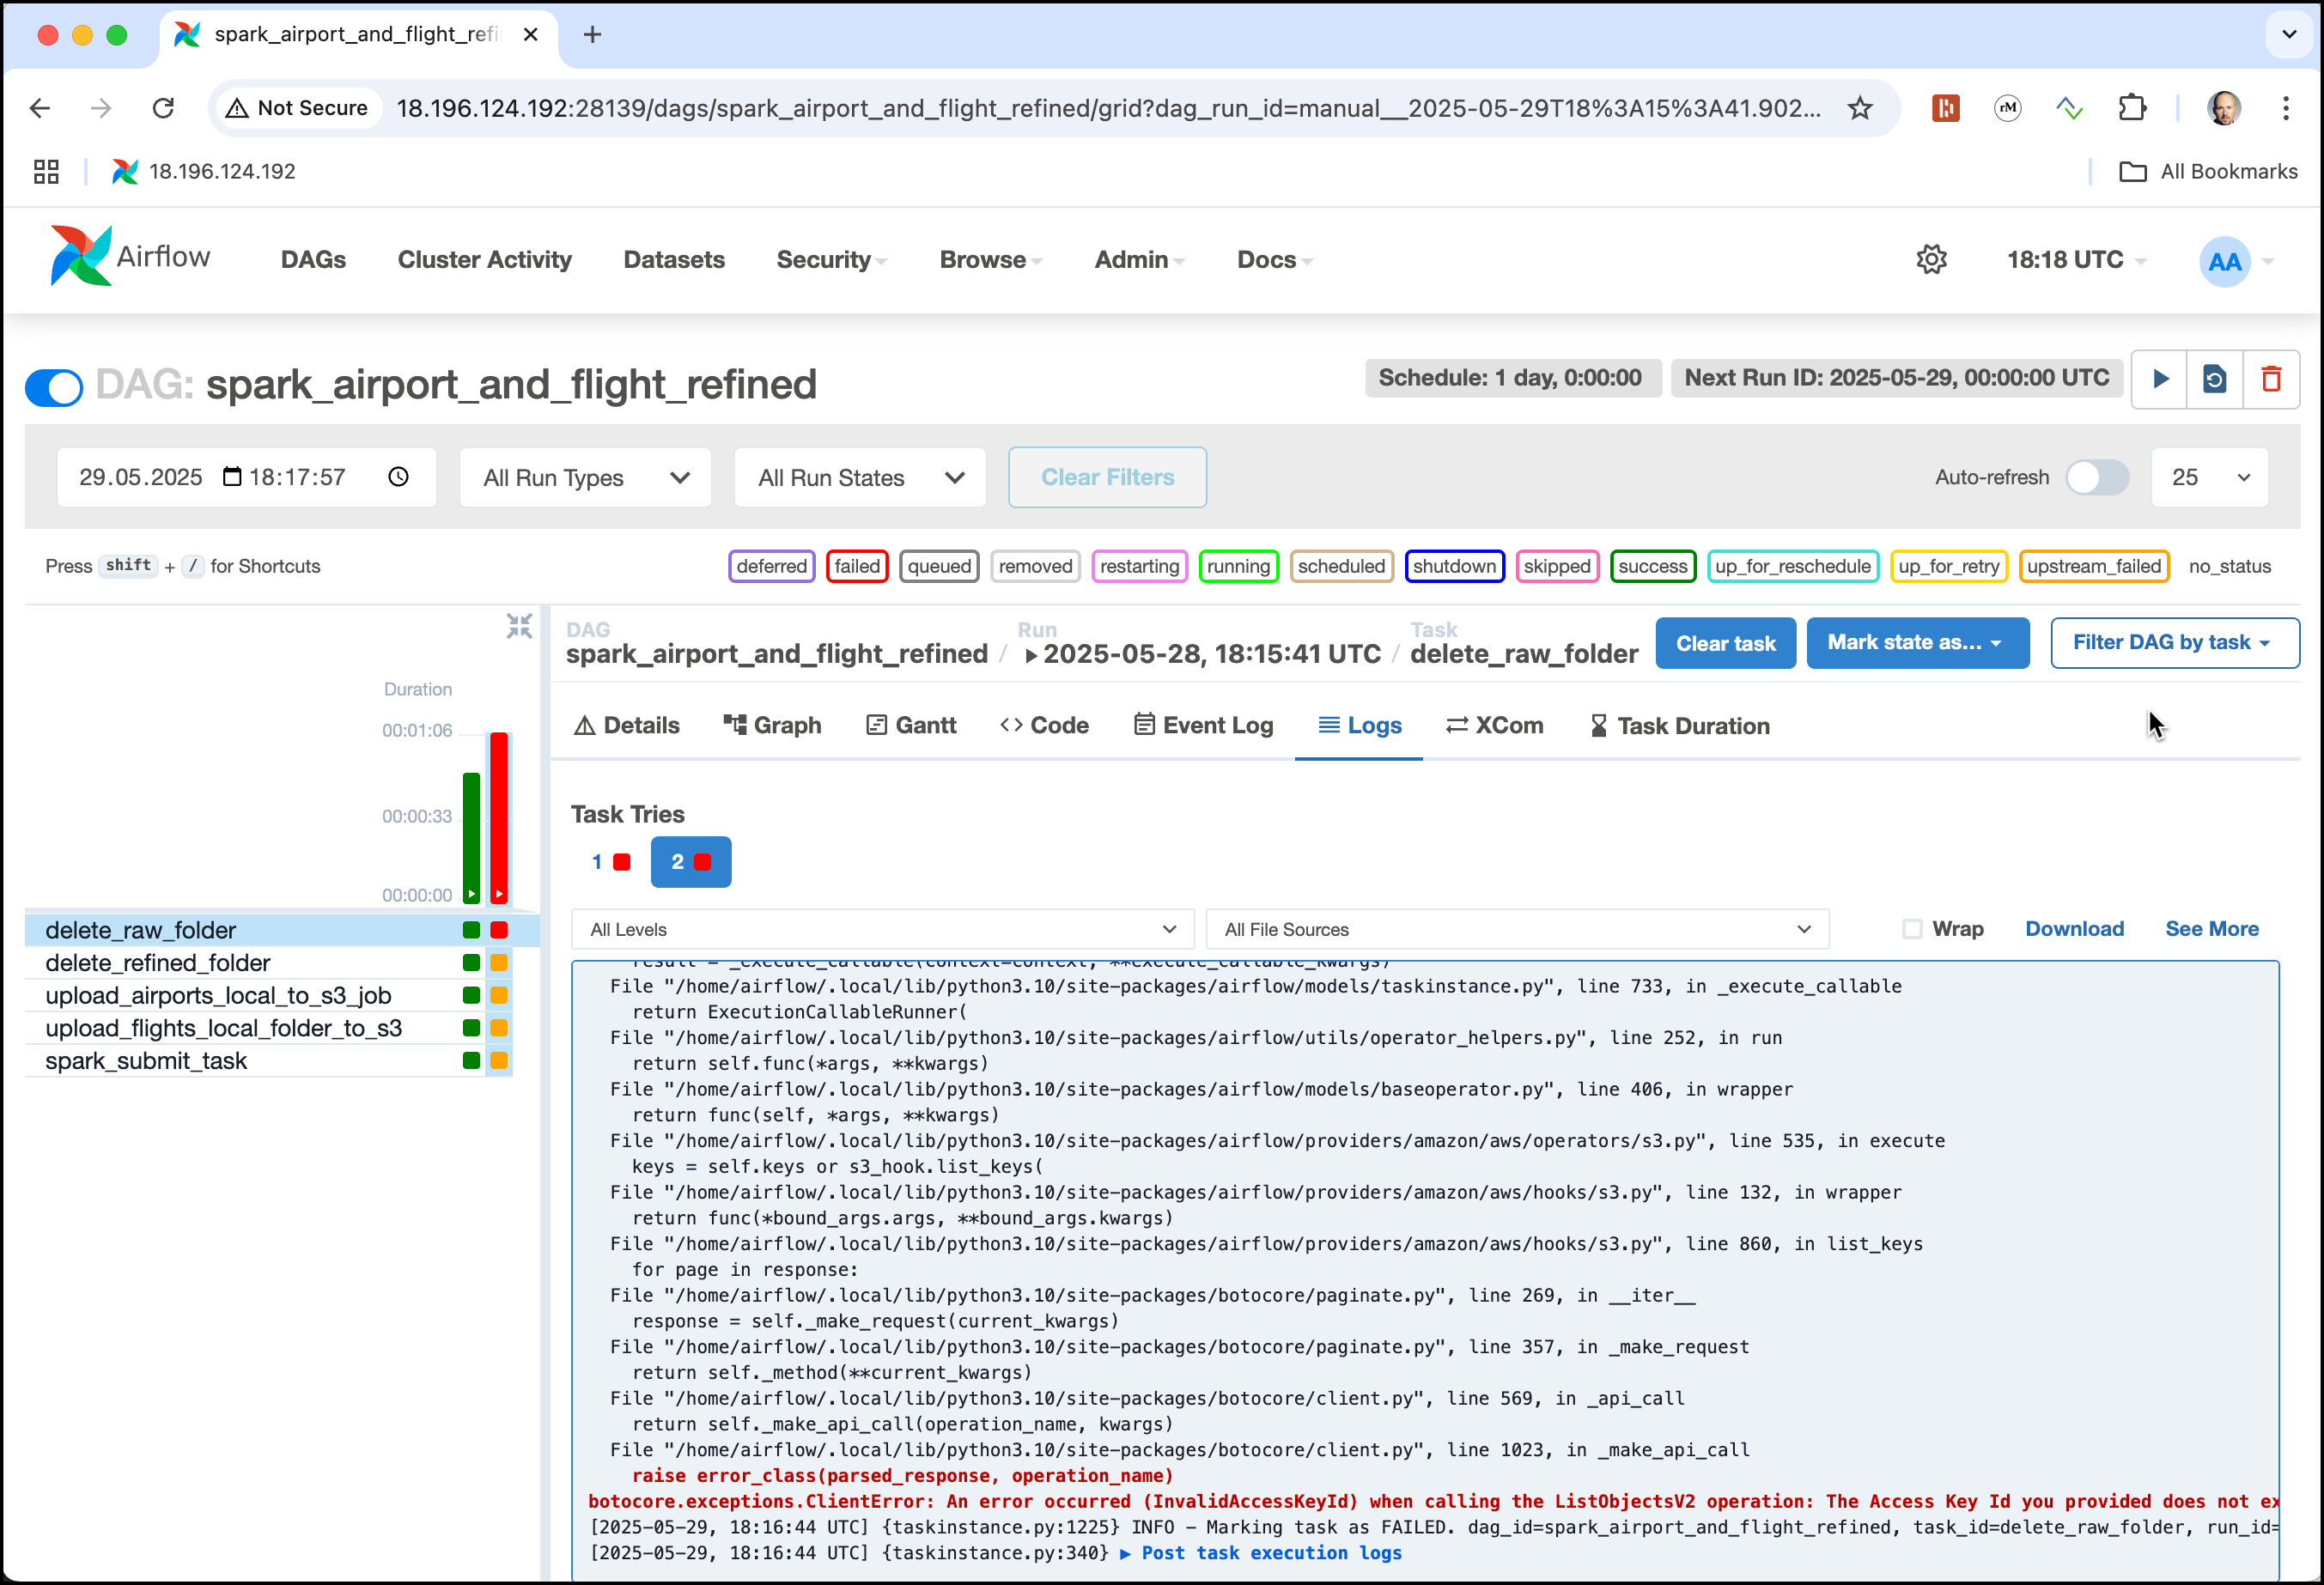 spark_airport_and_flight_refi
Not Secure
18.196.124.192:28139/dags/spark_airport_and_flight_refined/grid?dag_run_id=manual__2025-05-29T18%3A15%3A41.902...
rM
18.196.124.192
All Bookmarks
Airflow
DAGs
Cluster Activity
Datasets
Security
Browse
Admin
Docs
18:18 UTC
AA
DAG: spark_airport_and_flight_refined
Schedule: 1 day, 0:00:00
Next Run ID: 2025-05-29, 00:00:00 UTC
29.05.2025 18:17:57
All Run Types
All Run States
Clear Filters
Auto-refresh
25
Press shift + / for Shortcuts
deferred
failed
queued
removed
restarting
running
scheduled
shutdown
skipped
success
up_for_reschedule
up_for_retry
upstream_failed
no_status
Duration
00:01:06
00:00:33
00:00:00
delete_raw_folder
delete_refined_folder
upload_airports_local_to_s3_job
upload_flights_local_folder_to_s3
spark_submit_task
DAG
spark_airport_and_flight_refined /
Run
2025-05-28, 18:15:41 UTC /
Task
delete_raw_folder
Clear task
Mark state as...
Filter DAG by task
Details
Graph
Gantt
<> Code
Event Log
Logs
XCom
Task Duration
Task Tries
1
2
All Levels
All File Sources
Wrap
Download
See More
result = _execute_callable(context=context, **execute_callable_kwargs)
File "/home/airflow/.local/lib/python3.10/site-packages/airflow/models/taskinstance.py", line 733, in _execute_callable
return ExecutionCallableRunner(
File "/home/airflow/.local/lib/python3.10/site-packages/airflow/utils/operator_helpers.py", line 252, in run
return self.func(*args, **kwargs)
File "/home/airflow/.local/lib/python3.10/site-packages/airflow/models/baseoperator.py", line 406, in wrapper
return func(self, *args, **kwargs)
File "/home/airflow/.local/lib/python3.10/site-packages/airflow/providers/amazon/aws/operators/s3.py", line 535, in execute
keys = self.keys or s3_hook.list_keys(
File "/home/airflow/.local/lib/python3.10/site-packages/airflow/providers/amazon/aws/hooks/s3.py", line 132, in wrapper
return func(*bound_args.args, **bound_args.kwargs)
File "/home/airflow/.local/lib/python3.10/site-packages/airflow/providers/amazon/aws/hooks/s3.py", line 860, in list_keys
for page in response:
File "/home/airflow/.local/lib/python3.10/site-packages/botocore/paginate.py", line 269, in __iter__
response = self._make_request(current_kwargs)
File "/home/airflow/.local/lib/python3.10/site-packages/botocore/paginate.py", line 357, in _make_request
return self._method(**current_kwargs)
File "/home/airflow/.local/lib/python3.10/site-packages/botocore/client.py", line 569, in _api_call
return self._make_api_call(operation_name, kwargs)
File "/home/airflow/.local/lib/python3.10/site-packages/botocore/client.py", line 1023, in _make_api_call
raise error_class(parsed_response, operation_name)
botocore.exceptions.ClientError: An error occurred (InvalidAccessKeyId) when calling the ListObjectsV2 operation: The Access Key Id you provided does not ex
[2025-05-29, 18:16:44 UTC] {taskinstance.py:1225} INFO - Marking task as FAILED. dag_id=spark_airport_and_flight_refined, task_id=delete_raw_folder, run_id=
[2025-05-29, 18:16:44 UTC] {taskinstance.py:340} ▶ Post task execution logs